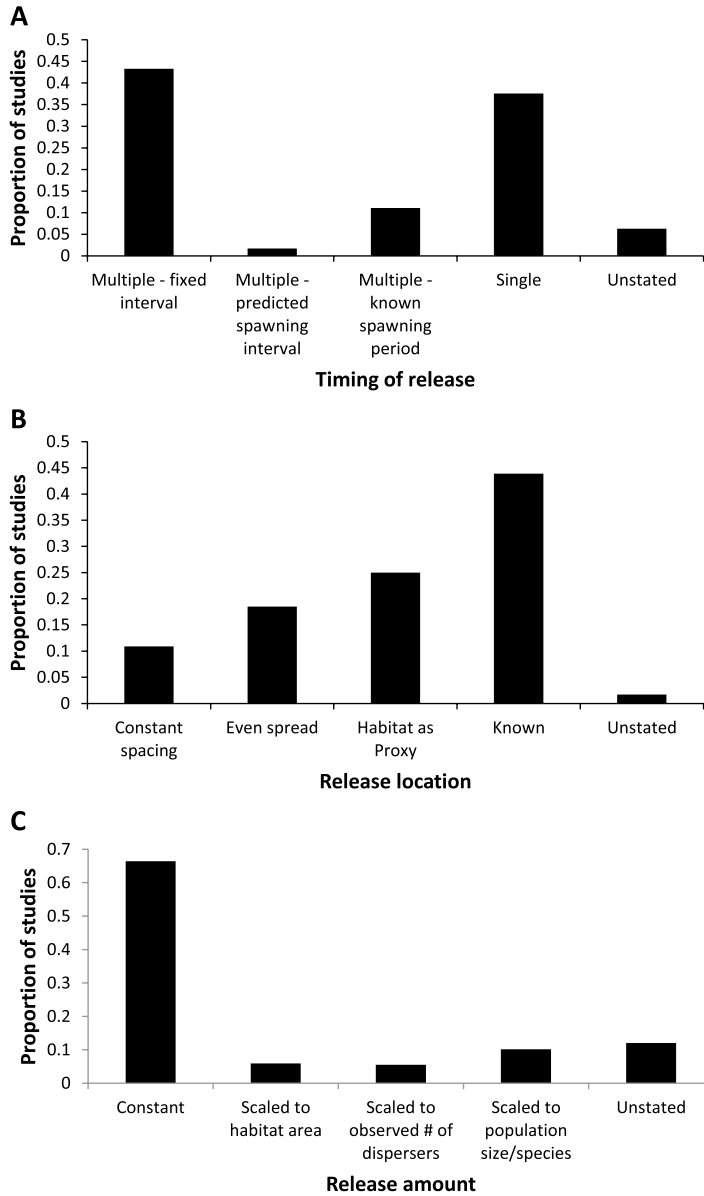 A
Proportion of studies
0.5
0.45
0.4
0.35
0.3
0.25
0.2
0.15
0.1
0.05
0
Multiple - fixed
interval
Multiple -
predicted
spawning
interval
Multiple -
known
spawning
period
Single
Unstated
Timing of release
B
Proportion of studies
0.5
0.45
0.4
0.35
0.3
0.25
0.2
0.15
0.1
0.05
0
Constant
spacing
Even spread
Habitat as
Proxy
Known
Unstated
Release location
C
Proportion of studies
0.7
0.6
0.5
0.4
0.3
0.2
0.1
0
Constant
Scaled to
habitat area
Scaled to
observed # of
dispersers
Scaled to
population
size/species
Unstated
Release amount